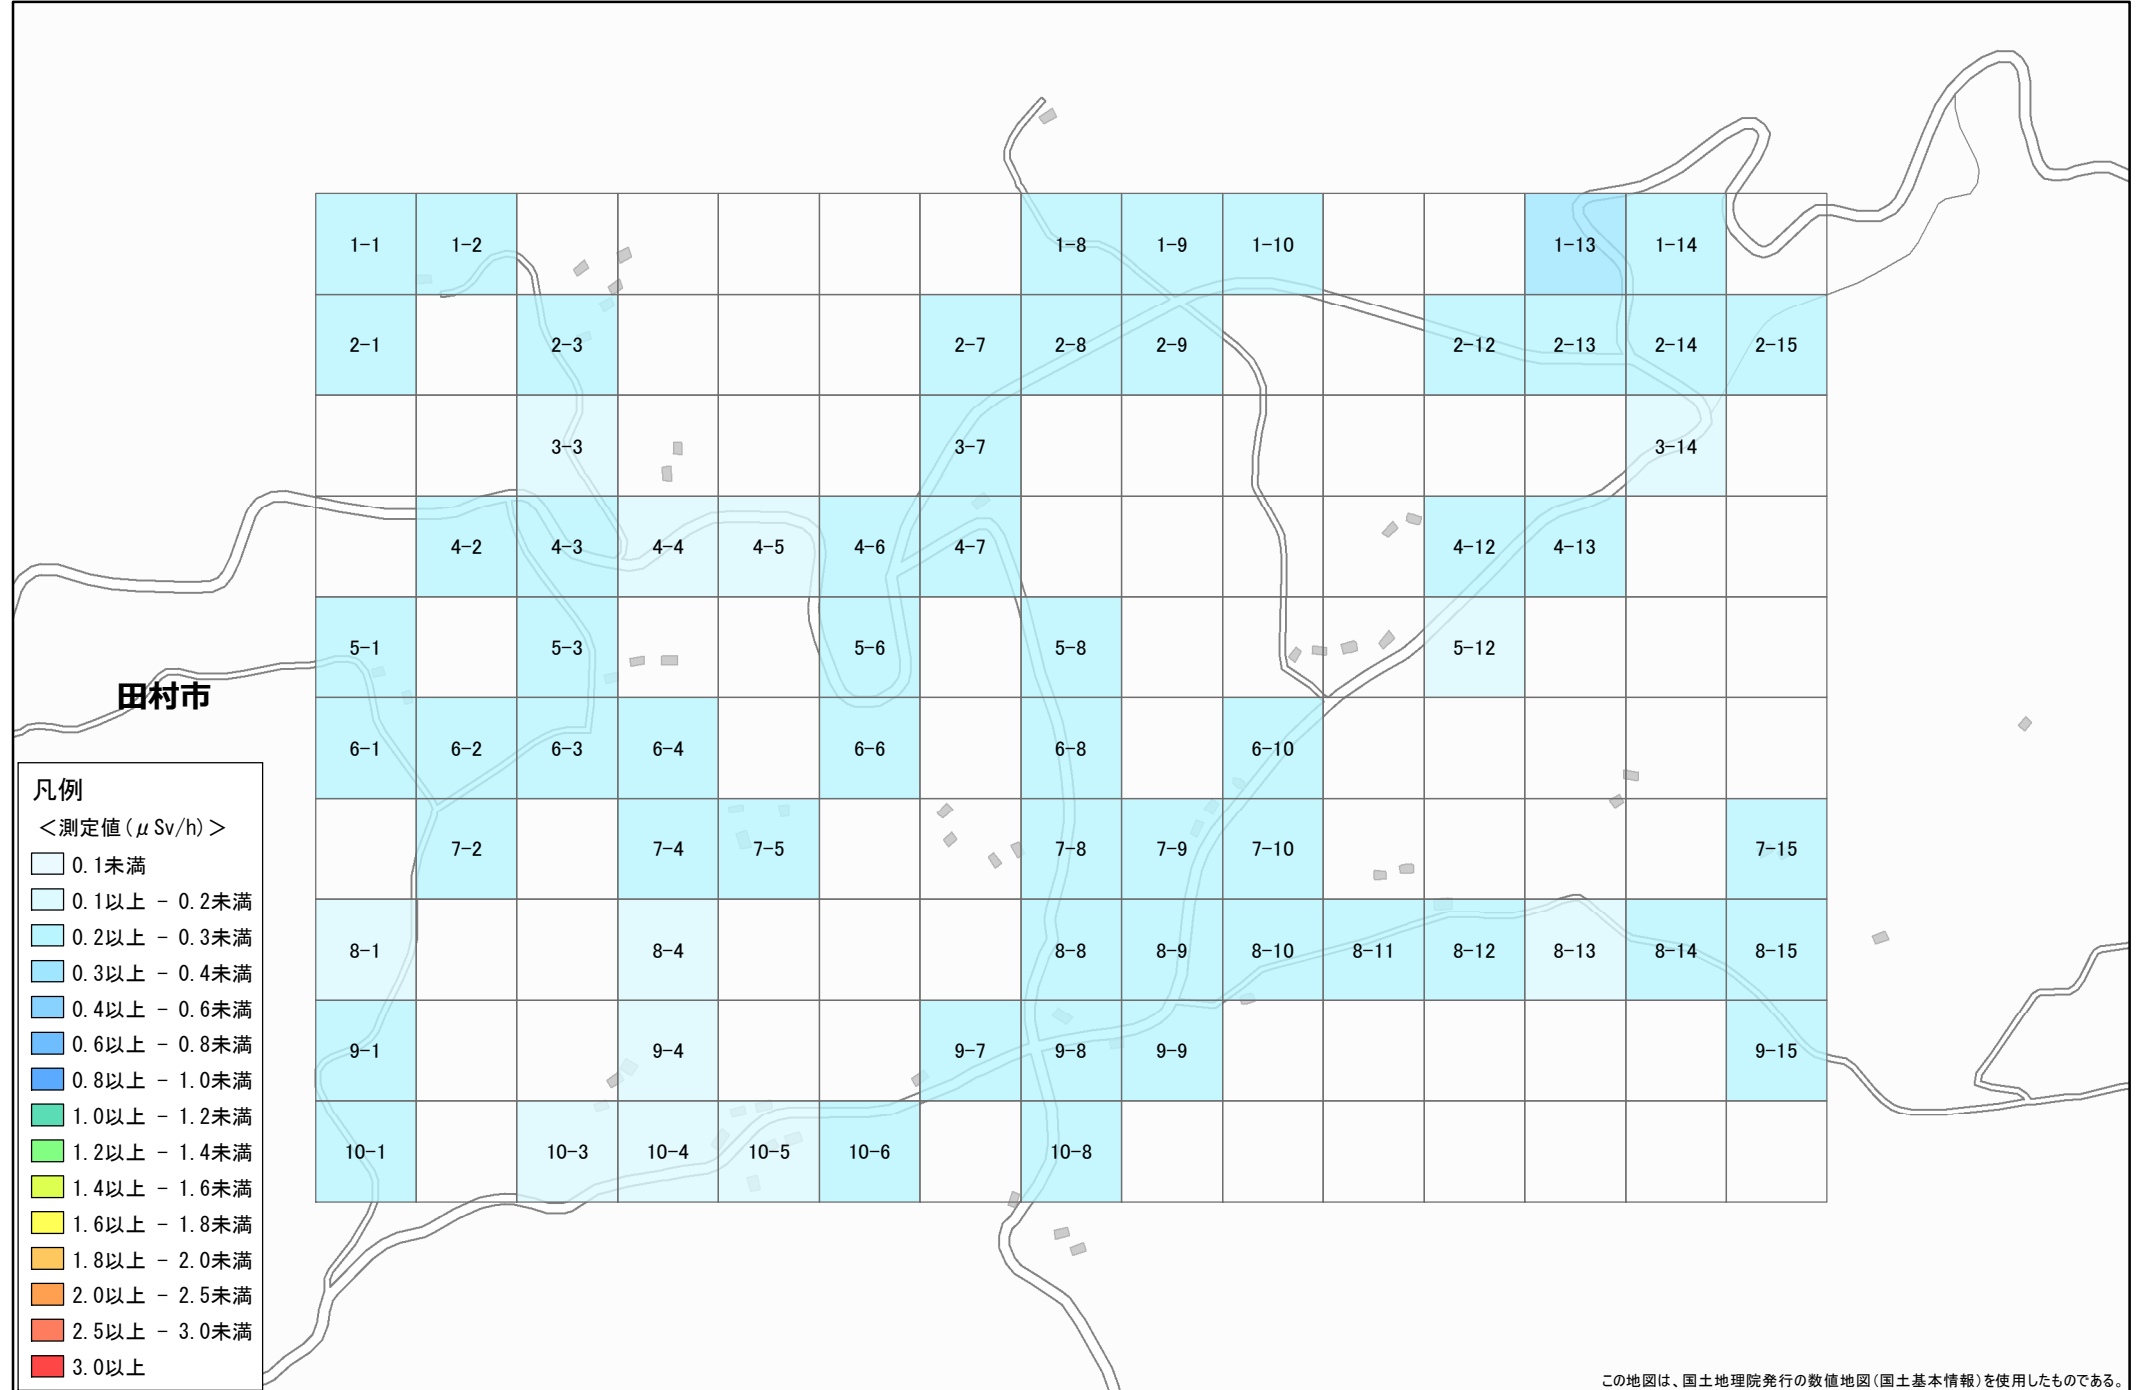 1-1 1-2 1-8 1-9 1-10 1-13 1-14
2-1 2-3 2-7 2-8 2-9 2-12 2-13 2-14 2-15
3-3 3-7 3-14
4-2 4-3 4-4 4-5 4-6 4-7 4-12 4-13
5-1 5-3 5-6 5-8 5-12
田村市
6-1 6-2 6-3 6-4 6-6 6-8 6-10
7-2 7-4 7-5 7-8 7-9 7-10 7-15
8-1 8-4 8-8 8-9 8-10 8-11 8-12 8-13 8-14 8-15
9-1 9-4 9-7 9-8 9-9 9-15
10-1 10-3 10-4 10-5 10-6 10-8
凡例
＜測定値(μSv/h)＞
0.1未満
0.1以上 - 0.2未満
0.2以上 - 0.3未満
0.3以上 - 0.4未満
0.4以上 - 0.6未満
0.6以上 - 0.8未満
0.8以上 - 1.0未満
1.0以上 - 1.2未満
1.2以上 - 1.4未満
1.4以上 - 1.6未満
1.6以上 - 1.8未満
1.8以上 - 2.0未満
2.0以上 - 2.5未満
2.5以上 - 3.0未満
3.0以上
この地図は、国土地理院発行の数値地図(国土基本情報)を使用したものである。